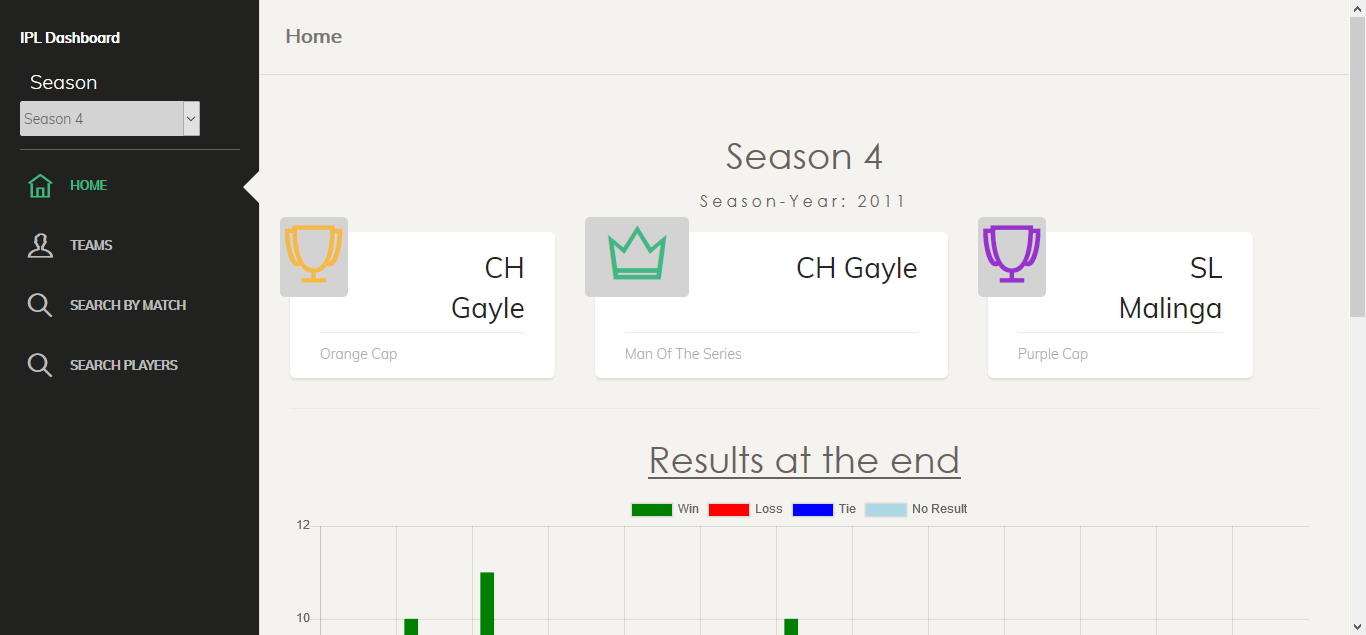 IPL Dashboard
Season
Season 4
HOME
TEAMS
SEARCH BY MATCH
SEARCH PLAYERS
Home
Season 4
Season-Year: 2011
CH
Gayle
Orange Cap
CH Gayle
Man Of The Series
SL
Malinga
Purple Cap
Results at the end
Win Loss Tie No Result
12
10